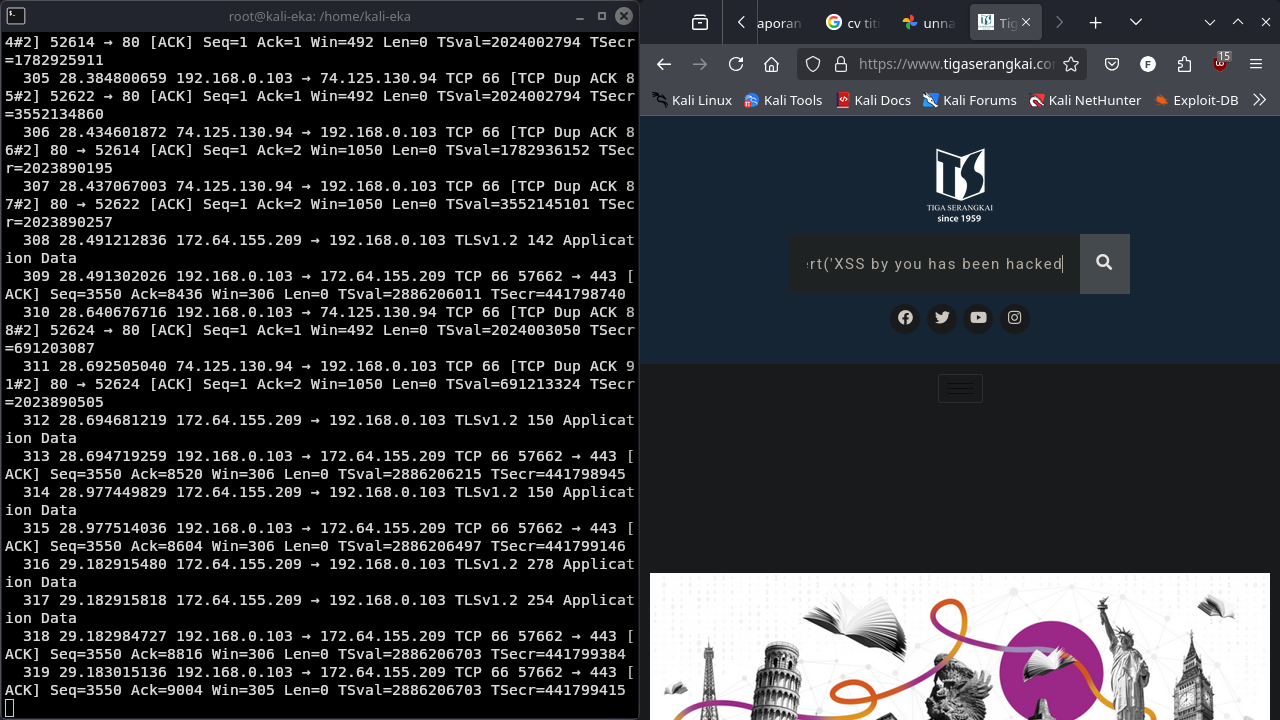 root@kali-eka: /home/kali-eka
4#2] 52614 → 80 [ACK] Seq=1 Ack=1 Win=492 Len=0 TSval=2024002794 TSecr
=1782925911
305 28.384800659 192.168.0.103 → 74.125.130.94 TCP 66 [TCP Dup ACK 8
5#2] 52622 → 80 [ACK] Seq=1 Ack=1 Win=492 Len=0 TSval=2024002794 TSecr
=3552134860
306 28.434601872 74.125.130.94 → 192.168.0.103 TCP 66 [TCP Dup ACK 8
6#2] 80 → 52614 [ACK] Seq=1 Ack=2 Win=1050 Len=0 TSval=1782936152 TSec
r=2023890195
307 28.437067003 74.125.130.94 → 192.168.0.103 TCP 66 [TCP Dup ACK 8
7#2] 80 → 52622 [ACK] Seq=1 Ack=2 Win=1050 Len=0 TSval=3552145101 TSec
r=2023890257
308 28.491212836 172.64.155.209 → 192.168.0.103 TLSv1.2 142 Applicat
ion Data
309 28.491302026 192.168.0.103 → 172.64.155.209 TCP 66 57662 → 443 [
ACK] Seq=3550 Ack=8436 Win=306 Len=0 TSval=2886206011 TSecr=441798740
310 28.640676716 192.168.0.103 → 74.125.130.94 TCP 66 [TCP Dup ACK 8
8#2] 52624 → 80 [ACK] Seq=1 Ack=1 Win=492 Len=0 TSval=2024003050 TSecr
=691203087
311 28.692505040 74.125.130.94 → 192.168.0.103 TCP 66 [TCP Dup ACK 9
1#2] 80 → 52624 [ACK] Seq=1 Ack=2 Win=1050 Len=0 TSval=691213324 TSecr
=2023890505
312 28.694681219 172.64.155.209 → 192.168.0.103 TLSv1.2 150 Applicat
ion Data
313 28.694719259 192.168.0.103 → 172.64.155.209 TCP 66 57662 → 443 [
ACK] Seq=3550 Ack=8520 Win=306 Len=0 TSval=2886206215 TSecr=441798945
314 28.977449829 172.64.155.209 → 192.168.0.103 TLSv1.2 150 Applicat
ion Data
315 28.977514036 192.168.0.103 → 172.64.155.209 TCP 66 57662 → 443 [
ACK] Seq=3550 Ack=8604 Win=306 Len=0 TSval=2886206497 TSecr=441799146
316 29.182915480 172.64.155.209 → 192.168.0.103 TLSv1.2 278 Applicat
ion Data
317 29.182915818 172.64.155.209 → 192.168.0.103 TLSv1.2 254 Applicat
ion Data
318 29.182984727 192.168.0.103 → 172.64.155.209 TCP 66 57662 → 443 [
ACK] Seq=3550 Ack=8816 Win=306 Len=0 TSval=2886206703 TSecr=441799384
319 29.183015136 192.168.0.103 → 172.64.155.209 TCP 66 57662 → 443 [
ACK] Seq=3550 Ack=9004 Win=305 Len=0 TSval=2886206703 TSecr=441799415
aporan cv titi unna Tig
https://www.tigaserangkai.co 15
Kali Linux Kali Tools Kali Docs Kali Forums Kali NetHunter Exploit-DB
TS
TIGA SERANGKAI
since 1959
ert('XSS by you has been hacked